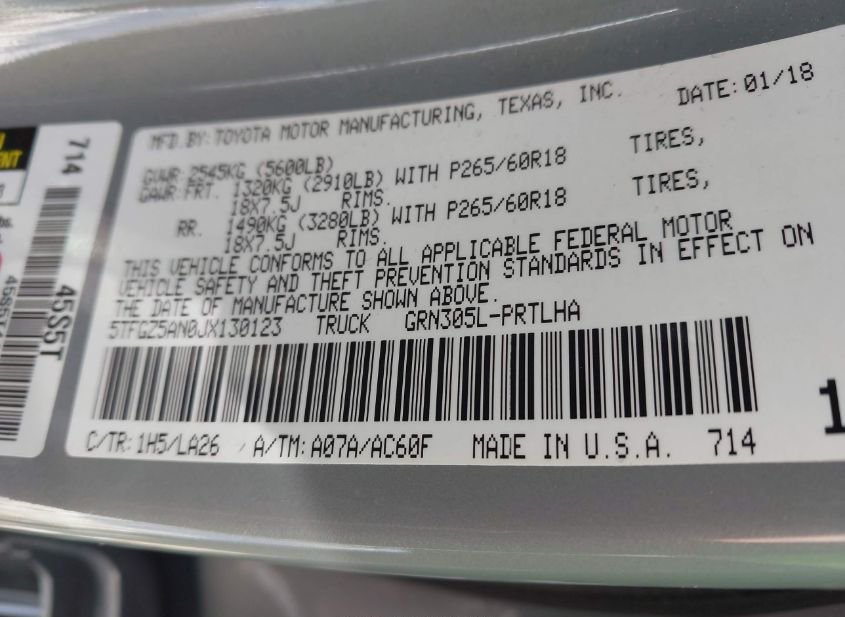 MFD.BY:TOYOTA MOTOR MANUFACTURING, TEXAS, INC. DATE:01/18
GVWR:2545KG (5600LB)
GAWR:FRT. 1320KG (2910LB) WITH P265/60R18 TIRES,
18X7.5J RIMS.
RR. 1490KG (3280LB) WITH P265/60R18 TIRES,
18X7.5J RIMS.
THIS VEHICLE CONFORMS TO ALL APPLICABLE FEDERAL MOTOR
VEHICLE SAFETY AND THEFT PREVENTION STANDARDS IN EFFECT ON
THE DATE OF MANUFACTURE SHOWN ABOVE.
5TFGZ5AN0JX130123 TRUCK GRN305L-PRTLHA
C/TR:1H5/LA26 A/TM:A07A/AC60F MADE IN U.S.A. 714
1
714
45S5T